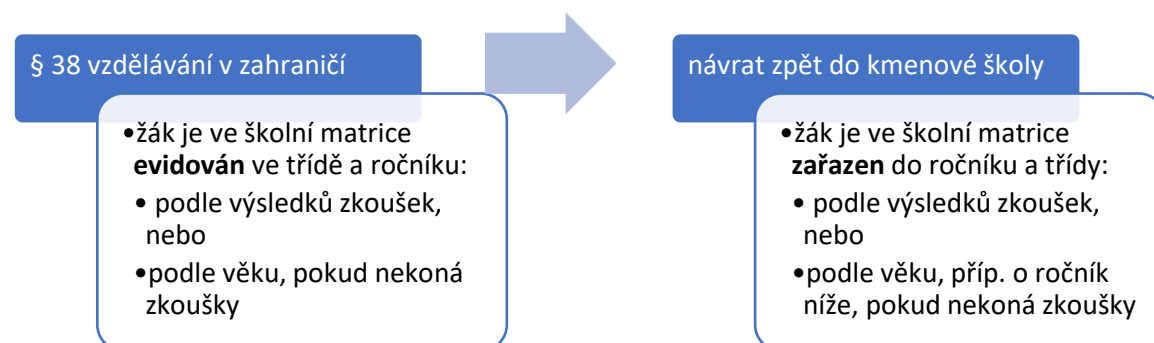 § 38 vzdělávání v zahraničí
•žák je ve školní matrice
evidován ve třídě a ročníku:
• podle výsledků zkoušek,
nebo
•podle věku, pokud nekoná
zkoušky
návrat zpět do kmenové školy
•žák je ve školní matrice
zařazen do ročníku a třídy:
• podle výsledků zkoušek,
nebo
•podle věku, příp. o ročník
níže, pokud nekoná zkoušky